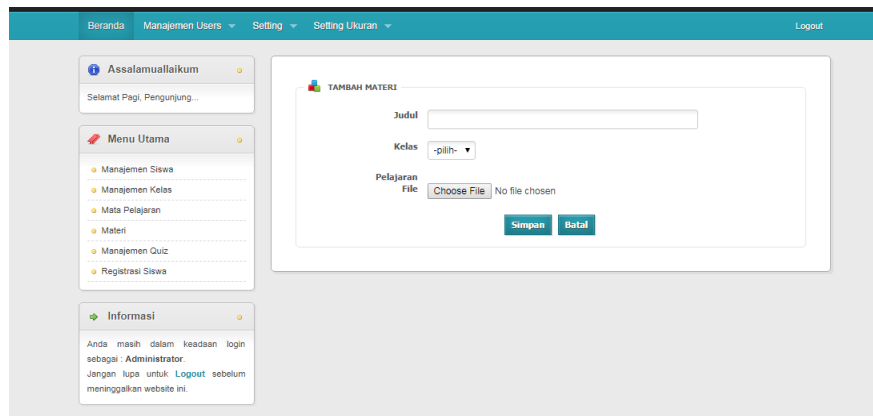 Beranda Manajemen Users Setting Setting Ukuran Logout
Assalamuallaikum
Selamat Pagi, Pengunjung...
Menu Utama
Manajemen Siswa
Manajemen Kelas
Mata Pelajaran
Materi
Manajemen Quiz
Registrasi Siswa
Informasi
Anda masih dalam keadaan login
sebagai : Administrator.
Jangan lupa untuk Logout sebelum
meninggalkan website ini.
TAMBAH MATERI
Judul
Kelas -pilih-
Pelajaran
File Choose File No file chosen
Simpan Batal